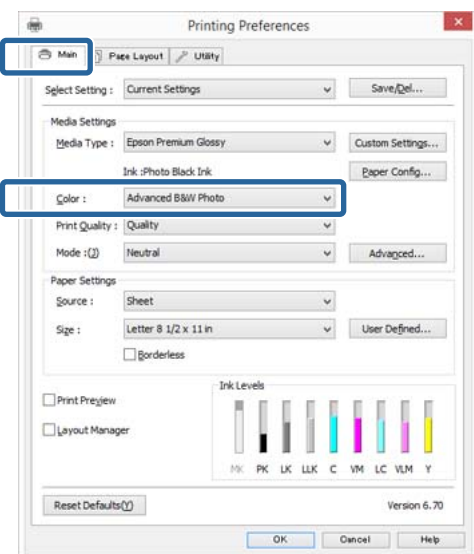 Printing Preferences
Main Page Layout Utility
Select Setting : Current Settings Save/Del...
Media Settings
Media Type : Epson Premium Glossy Custom Settings...
Ink :Photo Black Ink Paper Config...
Color : Advanced B&W Photo
Print Quality : Quality
Mode :(J) Neutral Advanced...
Paper Settings
Source : Sheet
Size : Letter 8 1/2 x 11 in User Defined...
Borderless
Ink Levels
Print Preview
Layout Manager
MK PK LK LLK C VM LC VLM Y
Reset Defaults(Y) Version 6.70
OK Cancel Help